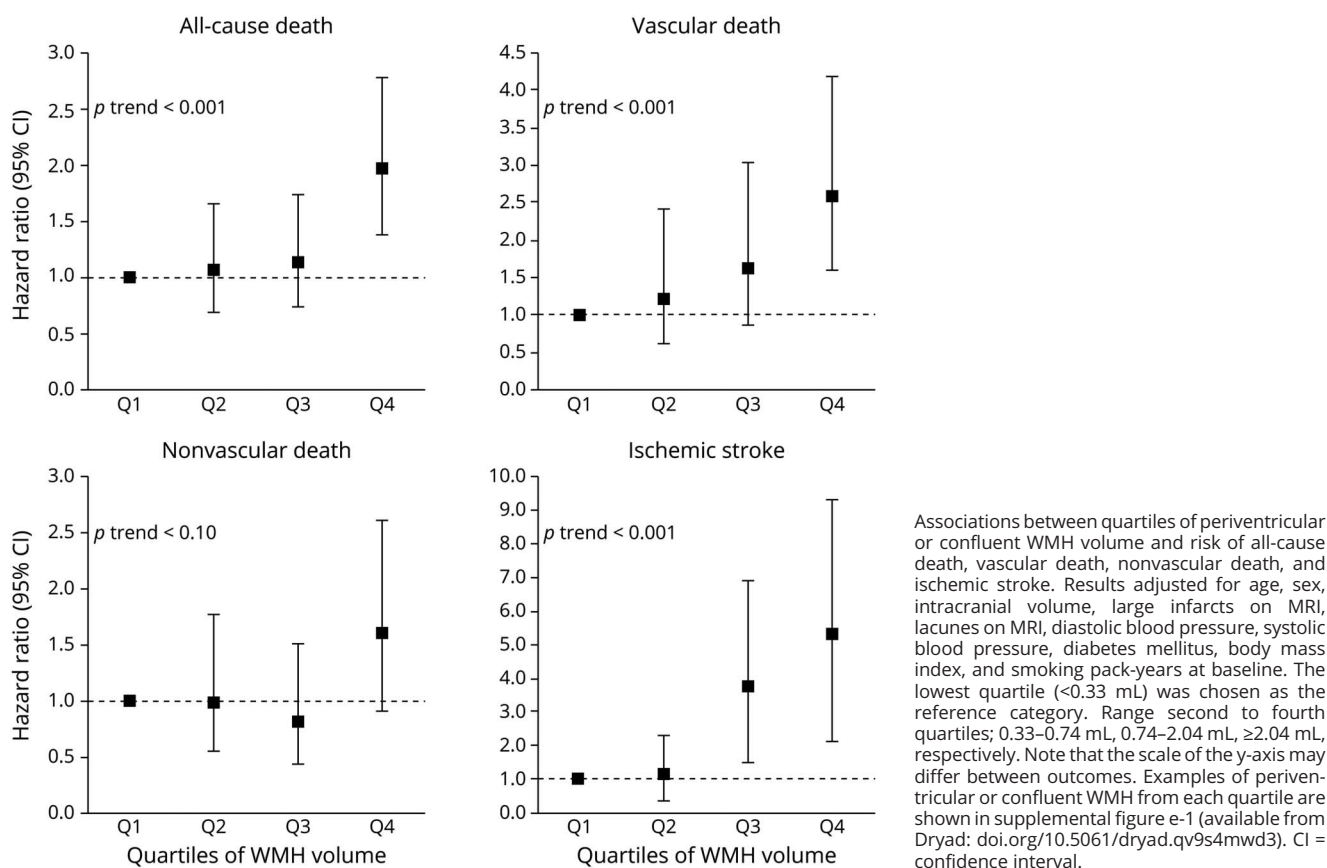 All-cause death
3.0
2.5
2.0
1.5
1.0
0.5
0.0
Hazard ratio (95% CI)
p trend < 0.001
Q1 Q2 Q3 Q4
Vascular death
4.5
4.0
3.5
3.0
2.5
2.0
1.5
1.0
0.5
0.0
p trend < 0.001
Q1 Q2 Q3 Q4
Nonvascular death
3.0
2.5
2.0
1.5
1.0
0.5
0.0
Hazard ratio (95% CI)
p trend < 0.10
Q1 Q2 Q3 Q4
Quartiles of WMH volume
Ischemic stroke
10.0
9.0
8.0
7.0
6.0
5.0
4.0
3.0
2.0
1.0
0.0
p trend < 0.001
Q1 Q2 Q3 Q4
Quartiles of WMH volume
Associations between quartiles of periventricular
or confluent WMH volume and risk of all-cause
death, vascular death, nonvascular death, and
ischemic stroke. Results adjusted for age, sex,
intracranial volume, large infarcts on MRI,
lacunes on MRI, diastolic blood pressure, systolic
blood pressure, diabetes mellitus, body mass
index, and smoking pack-years at baseline. The
lowest quartile (<0.33 mL) was chosen as the
reference category. Range second to fourth
quartiles; 0.33–0.74 mL, 0.74–2.04 mL, ≥2.04 mL,
respectively. Note that the scale of the y-axis may
differ between outcomes. Examples of periven-
tricular or confluent WMH from each quartile are
shown in supplemental figure e-1 (available from
Dryad: doi.org/10.5061/dryad.qv9s4mwd3). CI =
confidence interval.